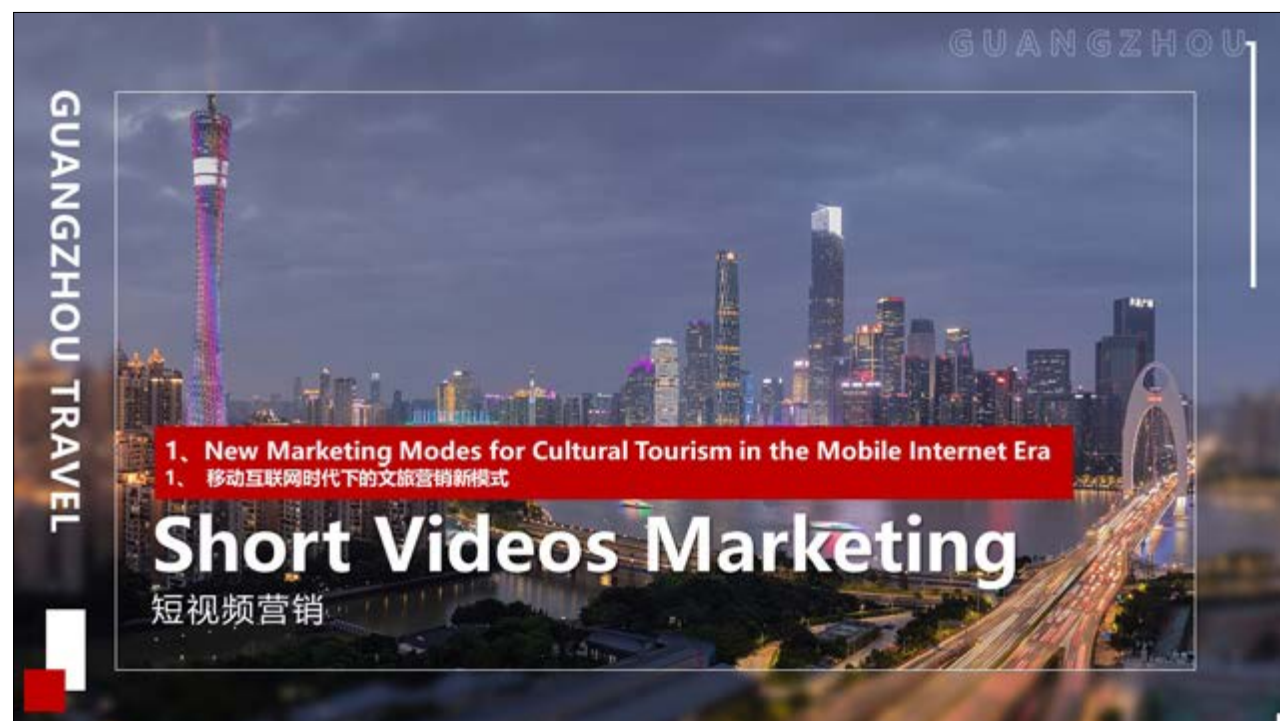 GUANGZHOU
GUANGZHOU TRAVEL
1、New Marketing Modes for Cultural Tourism in the Mobile Internet Era
1、 移动互联网时代下的文旅营销新模式
Short Videos Marketing
短视频营销